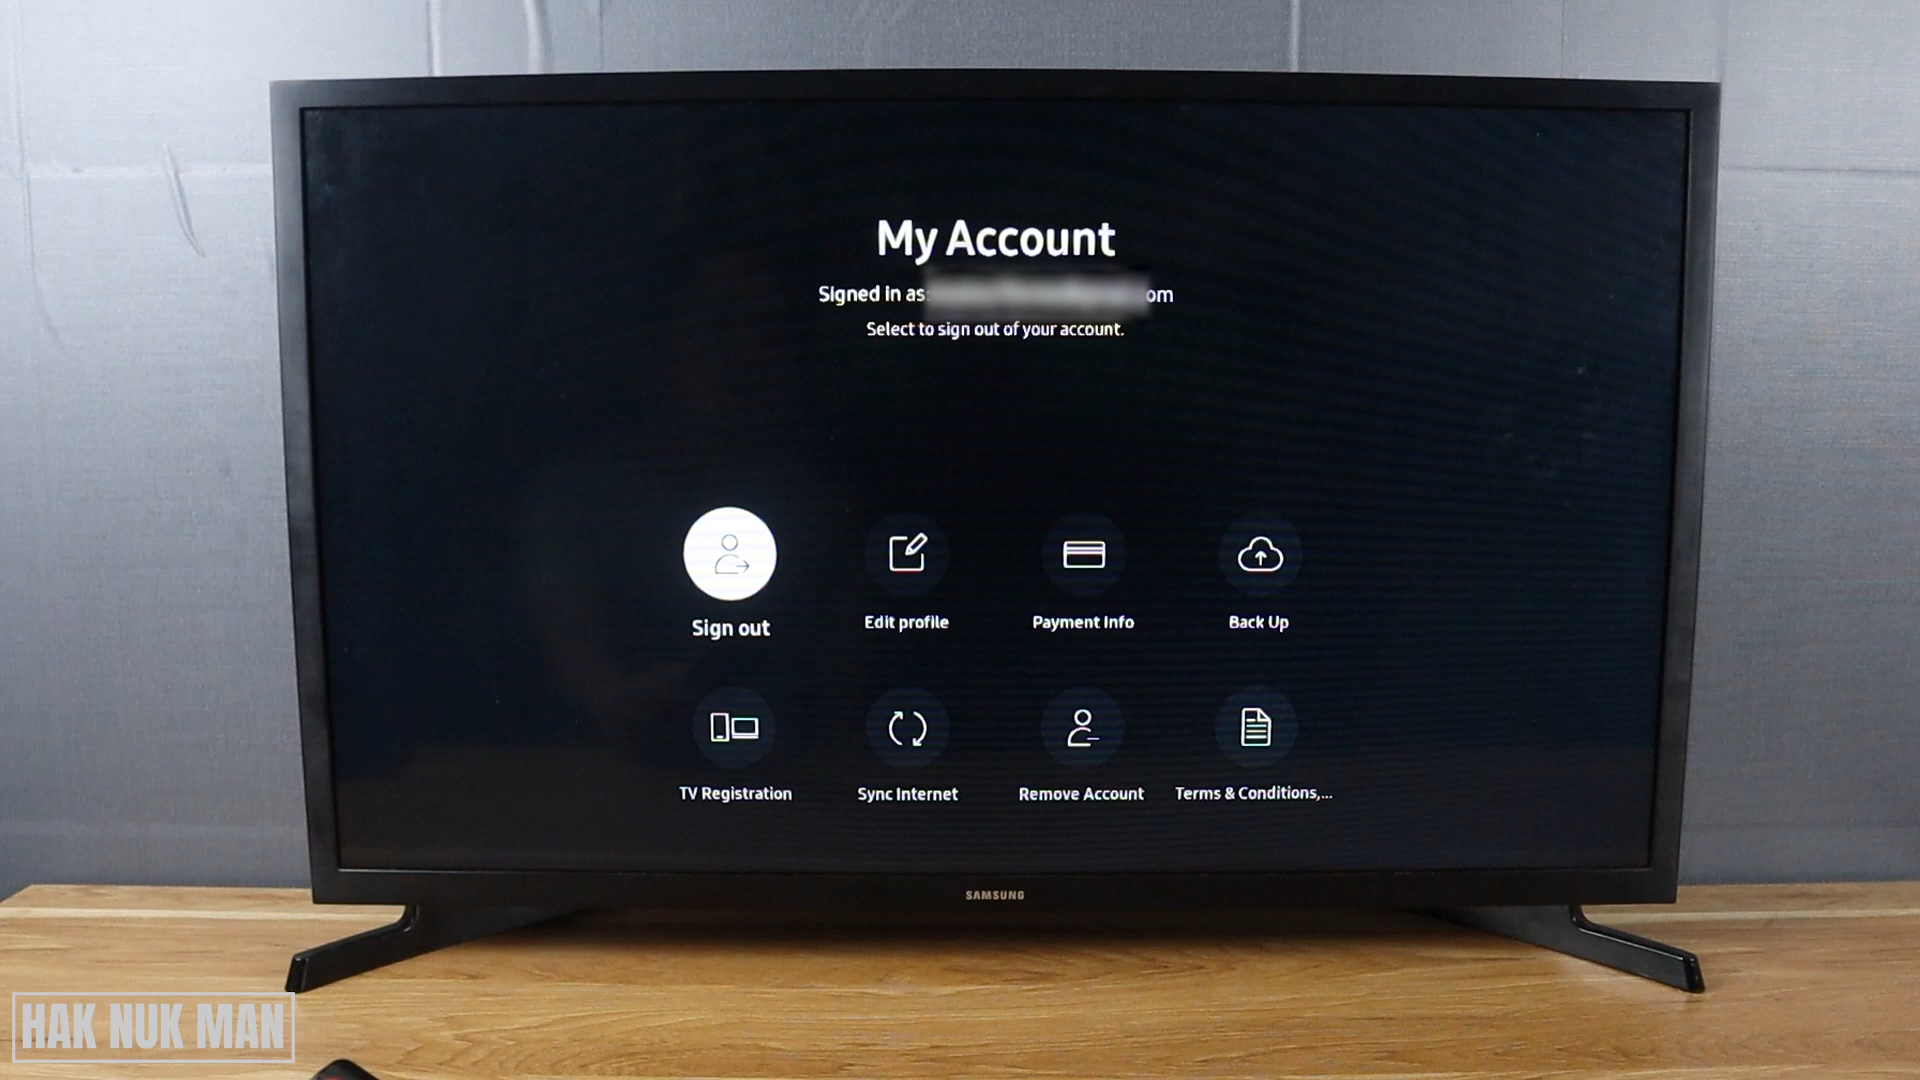 My Account
Signed in as: om
Select to sign out of your account.
Sign out
Edit profile
Payment Info
Back Up
TV Registration
Sync Internet
Remove Account
Terms & Conditions,...
SAMSUNG
HAK NUK MAN